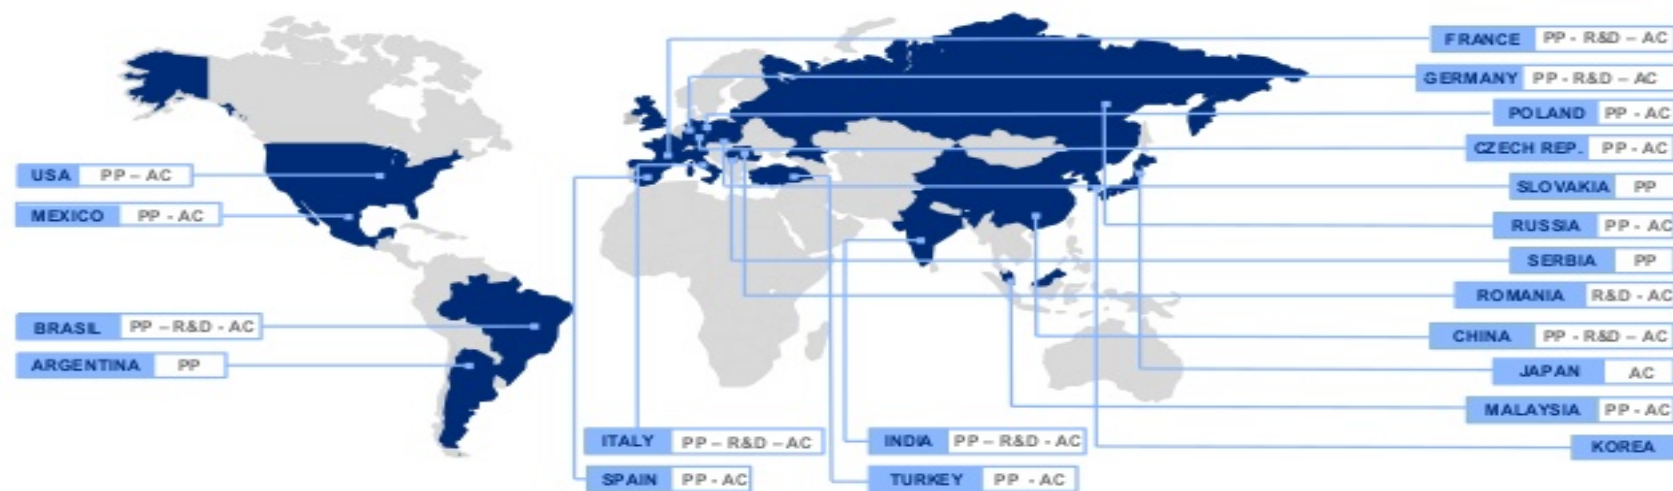 FRANCE PP - R&D – AC
GERMANY PP - R&D – AC
POLAND PP - AC
CZECH REP. PP - AC
USA PP – AC
SLOVAKIA PP
MEXICO PP - AC
RUSSIA PP - AC
SERBIA PP
ROMANIA R&D - AC
BRASIL PP – R&D - AC
CHINA PP - R&D – AC
ARGENTINA PP
JAPAN AC
MALAYSIA PP - AC
ITALY PP – R&D – AC
INDIA PP – R&D - AC
KOREA
SPAIN PP - AC
TURKEY PP - AC